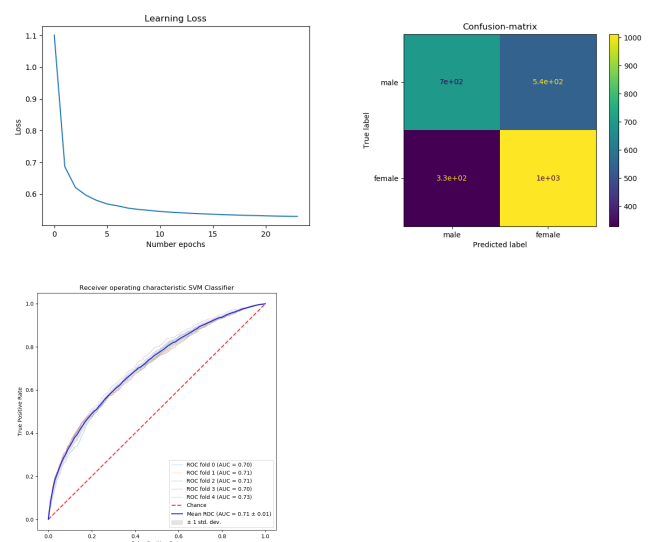 Learning Loss
1.1
1.0
0.9
0.8
0.7
0.6
Loss
0 5 10 15 20
Number epochs
Confusion-matrix
True label
male
female
7e+02 5.4e+02
3.3e+02 1e+03
male female
Predicted label
1000
900
800
700
600
500
400
Receiver operating characteristic SVM Classifier
True Positive Rate
1.0
0.8
0.6
0.4
0.2
0.0
ROC fold 0 (AUC = 0.70)
ROC fold 1 (AUC = 0.71)
ROC fold 2 (AUC = 0.71)
ROC fold 3 (AUC = 0.70)
ROC fold 4 (AUC = 0.73)
Chance
Mean ROC (AUC = 0.71 ± 0.01)
± 1 std. dev.
0.0 0.2 0.4 0.6 0.8 1.0